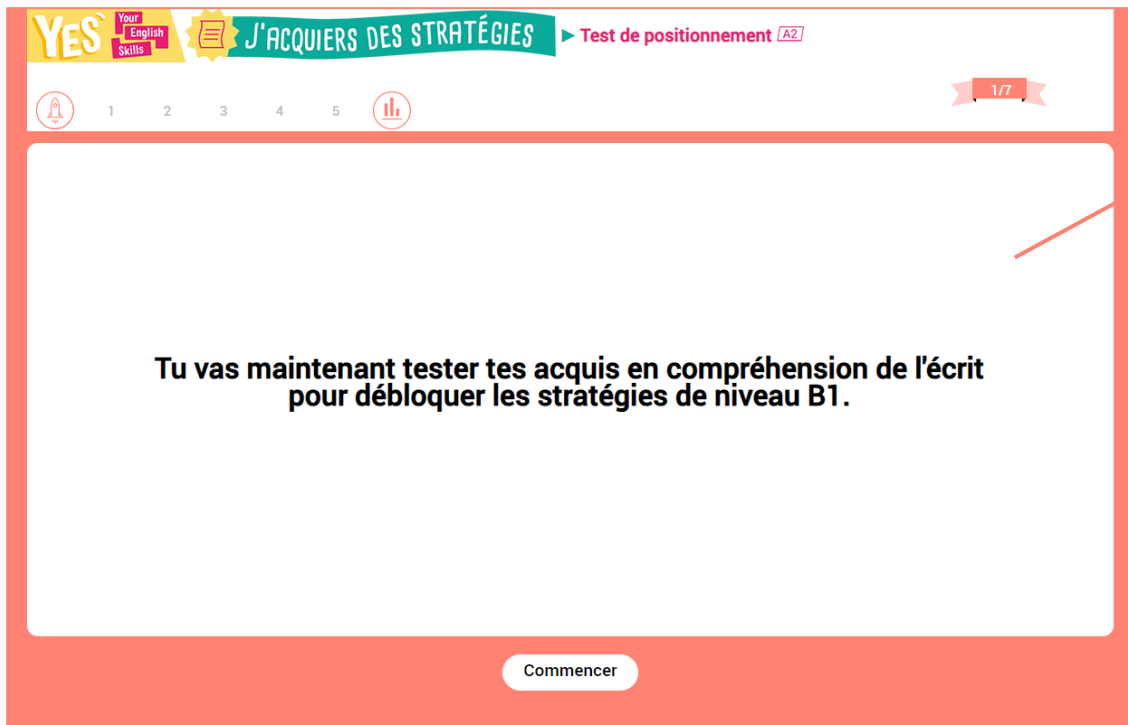 YES
Your
English
Skills
J'ACQUIERS DES STRATÉGIES
Test de positionnement A2
1 2 3 4 5
1/7
Tu vas maintenant tester tes acquis en compréhension de l'écrit
pour débloquer les stratégies de niveau B1.
Commencer